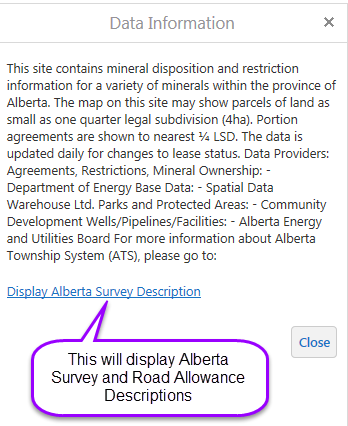 Data Information ×
This site contains mineral disposition and restriction
information for a variety of minerals within the province of
Alberta. The map on this site may show parcels of land as
small as one quarter legal subdivision (4ha). Portion
agreements are shown to nearest ¼ LSD. The data is
updated daily for changes to lease status. Data Providers:
Agreements, Restrictions, Mineral Ownership: -
Department of Energy Base Data: - Spatial Data
Warehouse Ltd. Parks and Protected Areas: - Community
Development Wells/Pipelines/Facilities: - Alberta Energy
and Utilities Board For more information about Alberta
Township System (ATS), please go to:
Display Alberta Survey Description
Close
This will display Alberta
Survey and Road Allowance
Descriptions